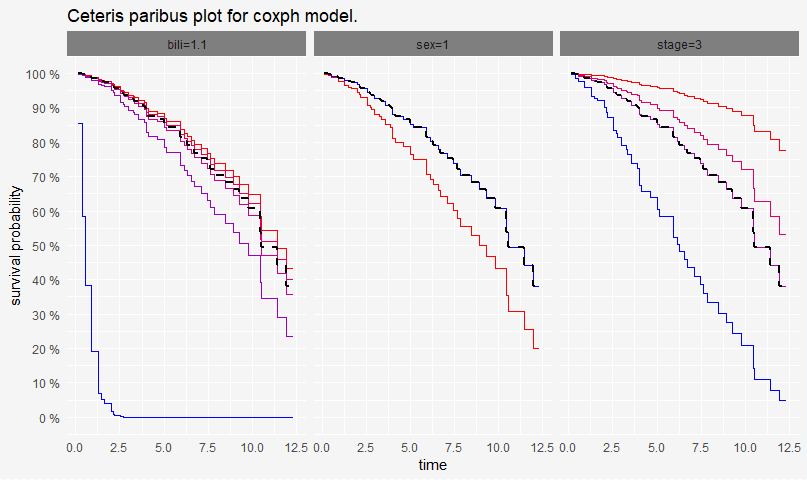 Ceteris paribus plot for coxph model.
bili=1.1 sex=1 stage=3
100 %
90 %
80 %
70 %
60 %
50 %
40 %
30 %
20 %
10 %
0 %
survival probability
0.0 2.5 5.0 7.5 10.0 12.5 0.0 2.5 5.0 7.5 10.0 12.5 0.0 2.5 5.0 7.5 10.0 12.5
time